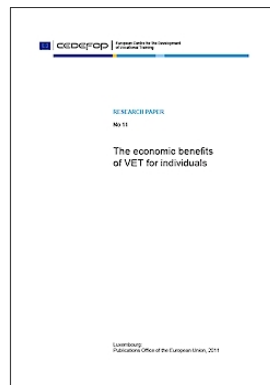 CEDEFOP
European Centre for the Development
of Vocational Training
RESEARCH PAPER
No 11
The economic benefits
of VET for individuals
Luxembourg:
Publications Office of the European Union, 2011